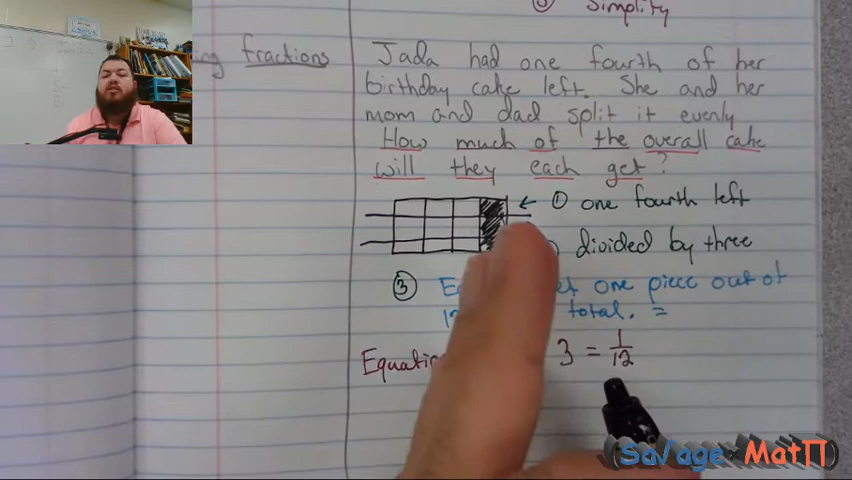 ③ Simplify
fractions
Jada had one fourth of her
birthday cake left. She and her
mom and dad split it evenly
How much of the overall cake
will they each get?
← ① one fourth left
divided by three
③ one piece out of
total. =
3 = 1/12
Savage MatΠ